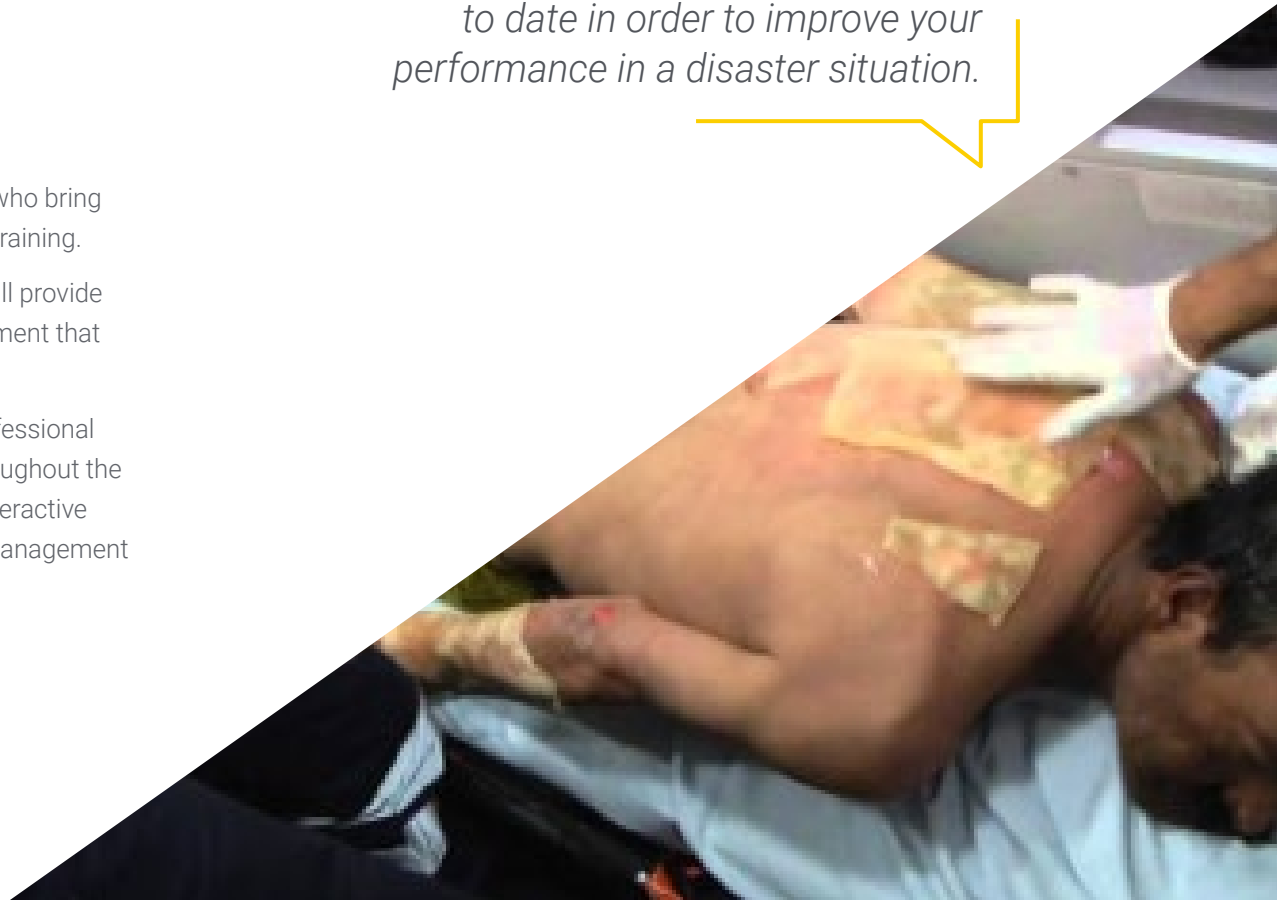 to date in order to improve your
performance in a disaster situation.
who bring
raining.
ll provide
ment that
fessional
ughout the
eractive
anagement